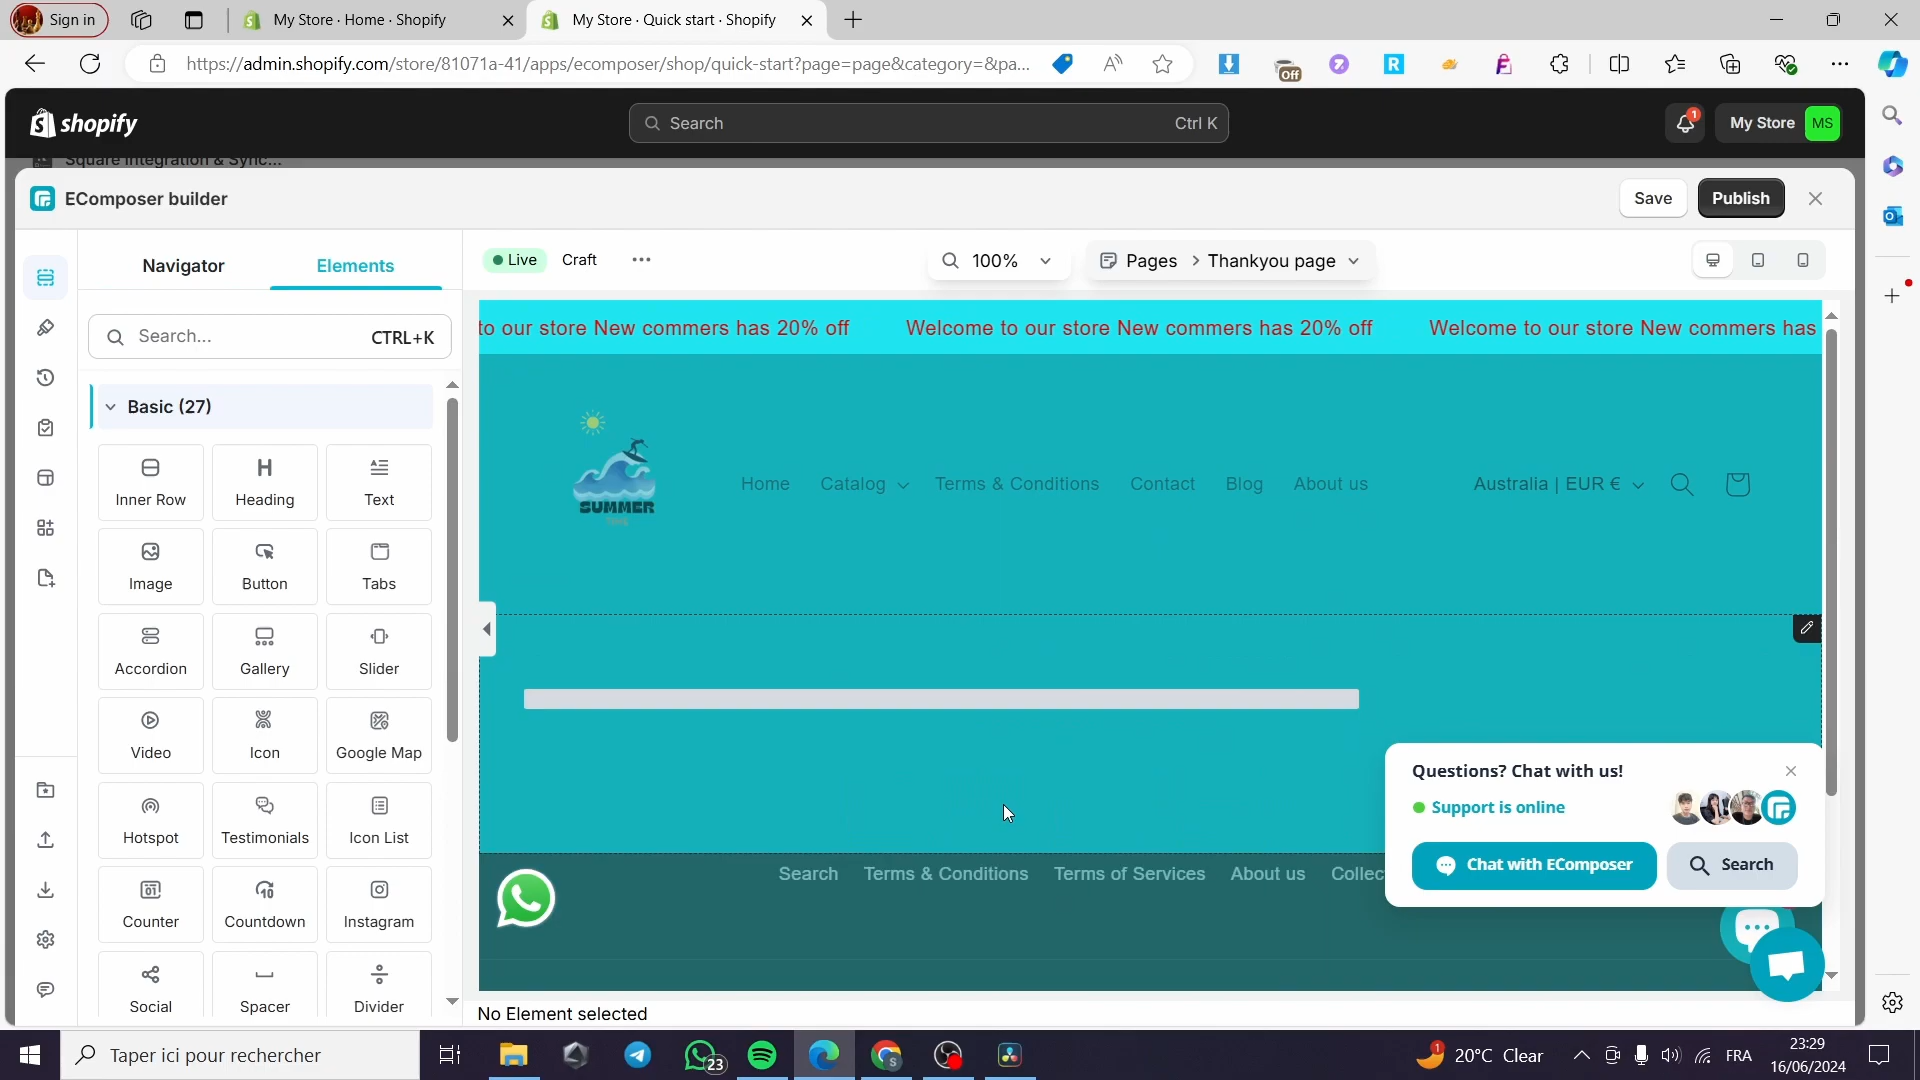 Sign in
My Store · Home · Shopify
My Store · Quick start · Shopify
https://admin.shopify.com/store/81071a-41/apps/ecomposer/shop/quick-start?page=page&category=&pa...
Off
shopify
Search
Ctrl K
1
My Store
MS
Square Integration & Sync...
EComposer builder
Save
Publish
Navigator
Elements
Live
Craft
100%
Pages > Thankyou page
Search...
CTRL+K
to our store New commers has 20% off
Welcome to our store New commers has 20% off
Welcome to our store New commers has
Basic (27)
Inner Row
Heading
Text
SUMMER
Home
Catalog
Terms & Conditions
Contact
Blog
About us
Australia | EUR €
Image
Button
Tabs
Accordion
Gallery
Slider
Video
Icon
Google Map
Questions? Chat with us!
Support is online
Hotspot
Testimonials
Icon List
Chat with EComposer
Search
Search
Terms & Conditions
Terms of Services
About us
Collec
Counter
Countdown
Instagram
Social
Spacer
Divider
No Element selected
Taper ici pour rechercher
23
1
20°C Clear
FRA
23:29
16/06/2024